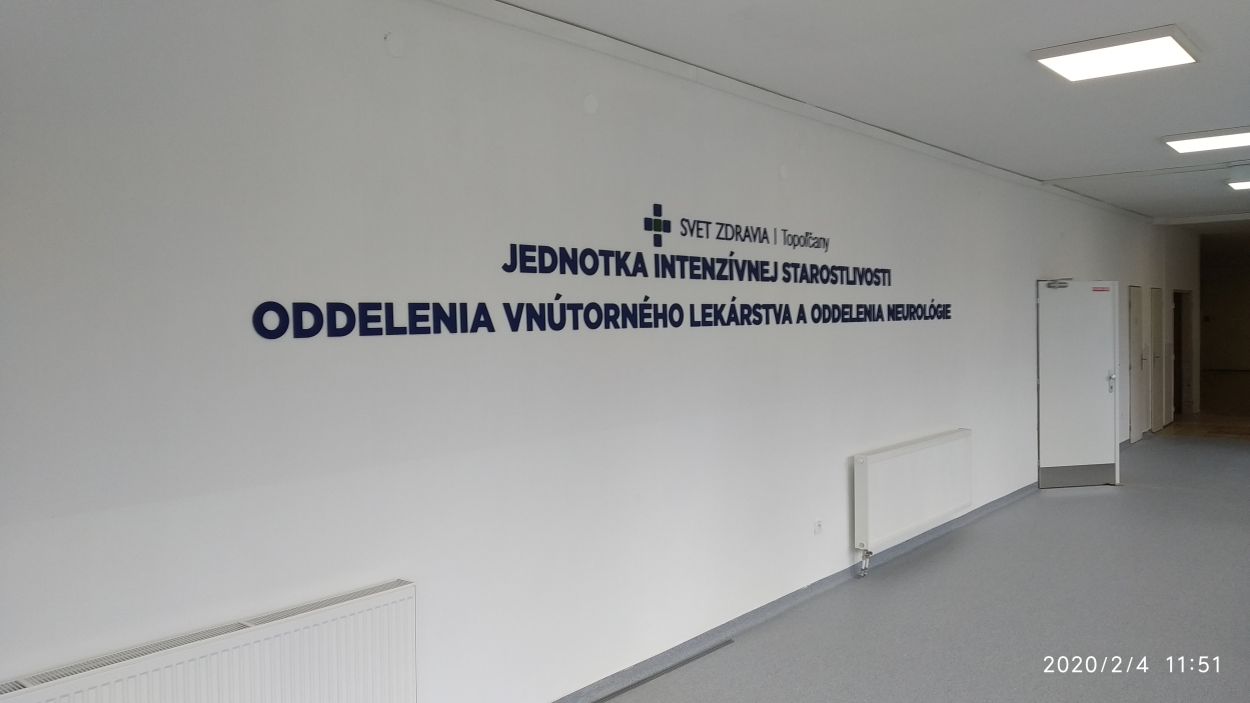 SVET ZDRAVIA | Topoľčany
JEDNOTKA INTENZÍVNEJ STAROSTLIVOSTI
ODDELENIA VNÚTORNÉHO LEKÁRSTVA A ODDELENIA NEUROLÓGIE
2020/2/4 11:51